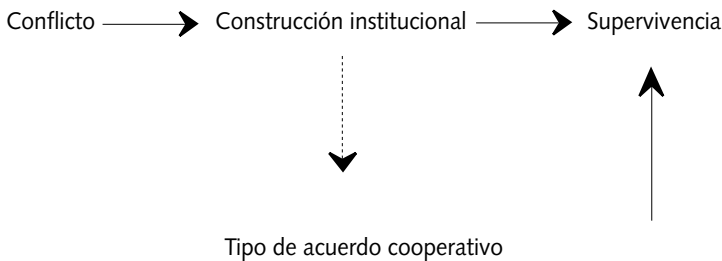 Conflicto Construcción institucional Supervivencia
Tipo de acuerdo cooperativo